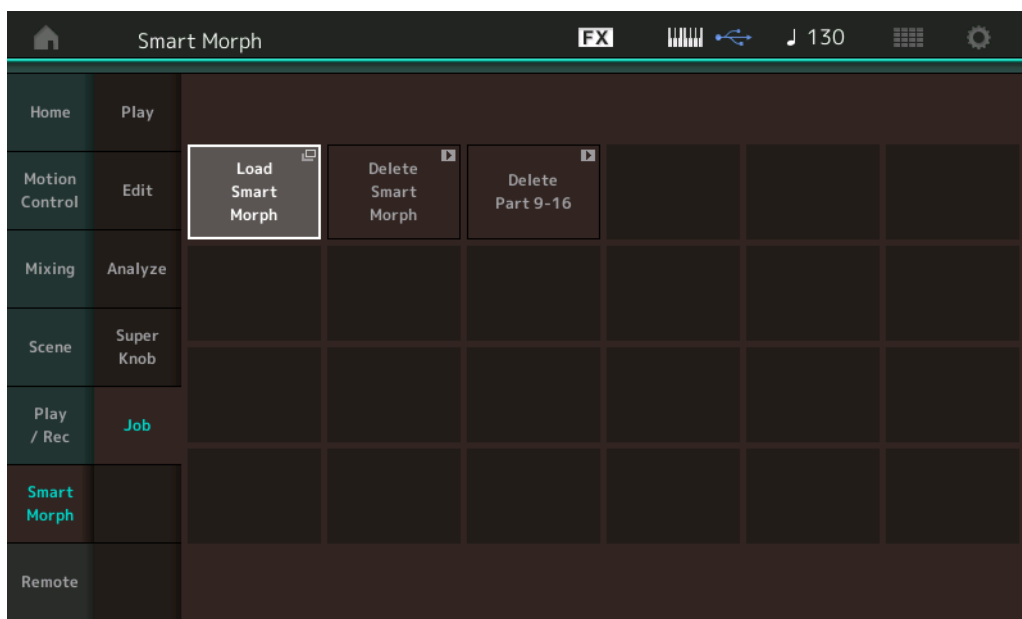 Smart Morph
FX
130
Home
Play
Motion
Control
Edit
Mixing
Analyze
Scene
Super
Knob
Play
/ Rec
Job
Smart
Morph
Remote
Load
Smart
Morph
Delete
Smart
Morph
Delete
Part 9-16